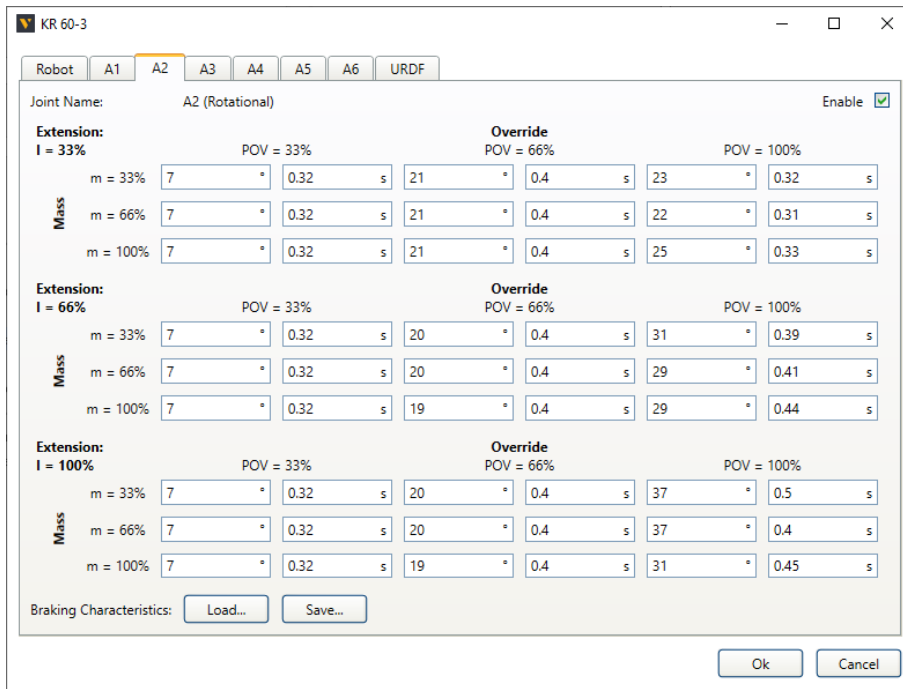 KR 60-3
Robot A1 A2 A3 A4 A5 A6 URDF
Joint Name: A2 (Rotational) Enable
Extension: Override
l = 33% POV = 33% POV = 66% POV = 100%
Mass
m = 33% 7 ° 0.32 s 21 ° 0.4 s 23 ° 0.32 s
m = 66% 7 ° 0.32 s 21 ° 0.4 s 22 ° 0.31 s
m = 100% 7 ° 0.32 s 21 ° 0.4 s 25 ° 0.33 s
Extension: Override
l = 66% POV = 33% POV = 66% POV = 100%
Mass
m = 33% 7 ° 0.32 s 20 ° 0.4 s 31 ° 0.39 s
m = 66% 7 ° 0.32 s 20 ° 0.4 s 29 ° 0.41 s
m = 100% 7 ° 0.32 s 19 ° 0.4 s 29 ° 0.44 s
Extension: Override
l = 100% POV = 33% POV = 66% POV = 100%
Mass
m = 33% 7 ° 0.32 s 20 ° 0.4 s 37 ° 0.5 s
m = 66% 7 ° 0.32 s 20 ° 0.4 s 37 ° 0.4 s
m = 100% 7 ° 0.32 s 19 ° 0.4 s 31 ° 0.45 s
Braking Characteristics: Load... Save...
Ok Cancel